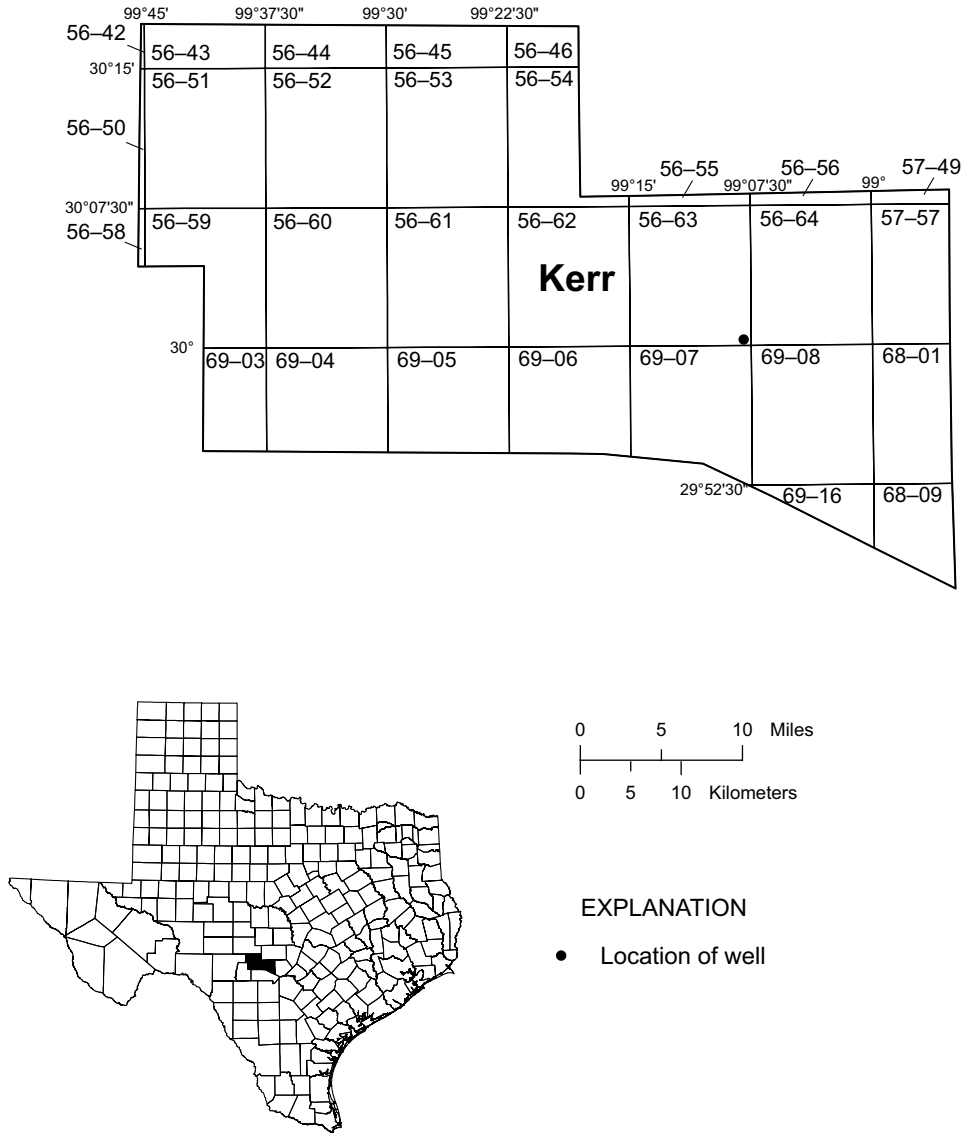 99°45' 99°37'30" 99°30' 99°22'30"
56–42
56–43 56–44 56–45 56–46
30°15'
56–51 56–52 56–53 56–54
56–50
56–55 56–56 57–49
99°15' 99°07'30" 99°
30°07'30"
56–59 56–60 56–61 56–62 56–63 56–64 57–57
56–58
Kerr
30°
69–03 69–04 69–05 69–06 69–07 69–08 68–01
29°52'30"
69–16 68–09
0 5 10 Miles
0 5 10 Kilometers
EXPLANATION
Location of well